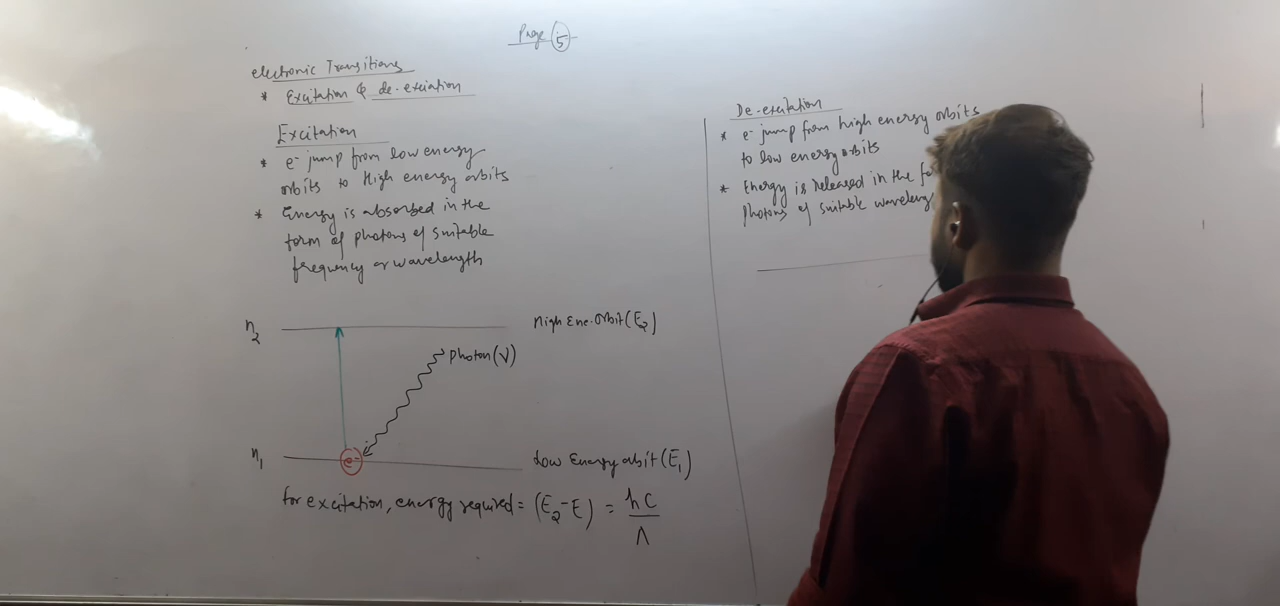 Page 5
electronic Transitions
* Excitation & de-exciation
Excitation
* e⁻ jump from low energy
orbits to High energy orbits
* Energy is absorbed in the
form of photons of suitable
frequency or wavelength
n₂ High Ene. Orbit (E₂)
Photon (ν)
n₁ e⁻ Low Energy orbit (E₁)
for excitation, energy required = (E₂-E) = hC/λ
De-excitation
* e⁻ jump from high energy orbits
to low energy orbits
* Energy is released in the
photons of suitable waveleng